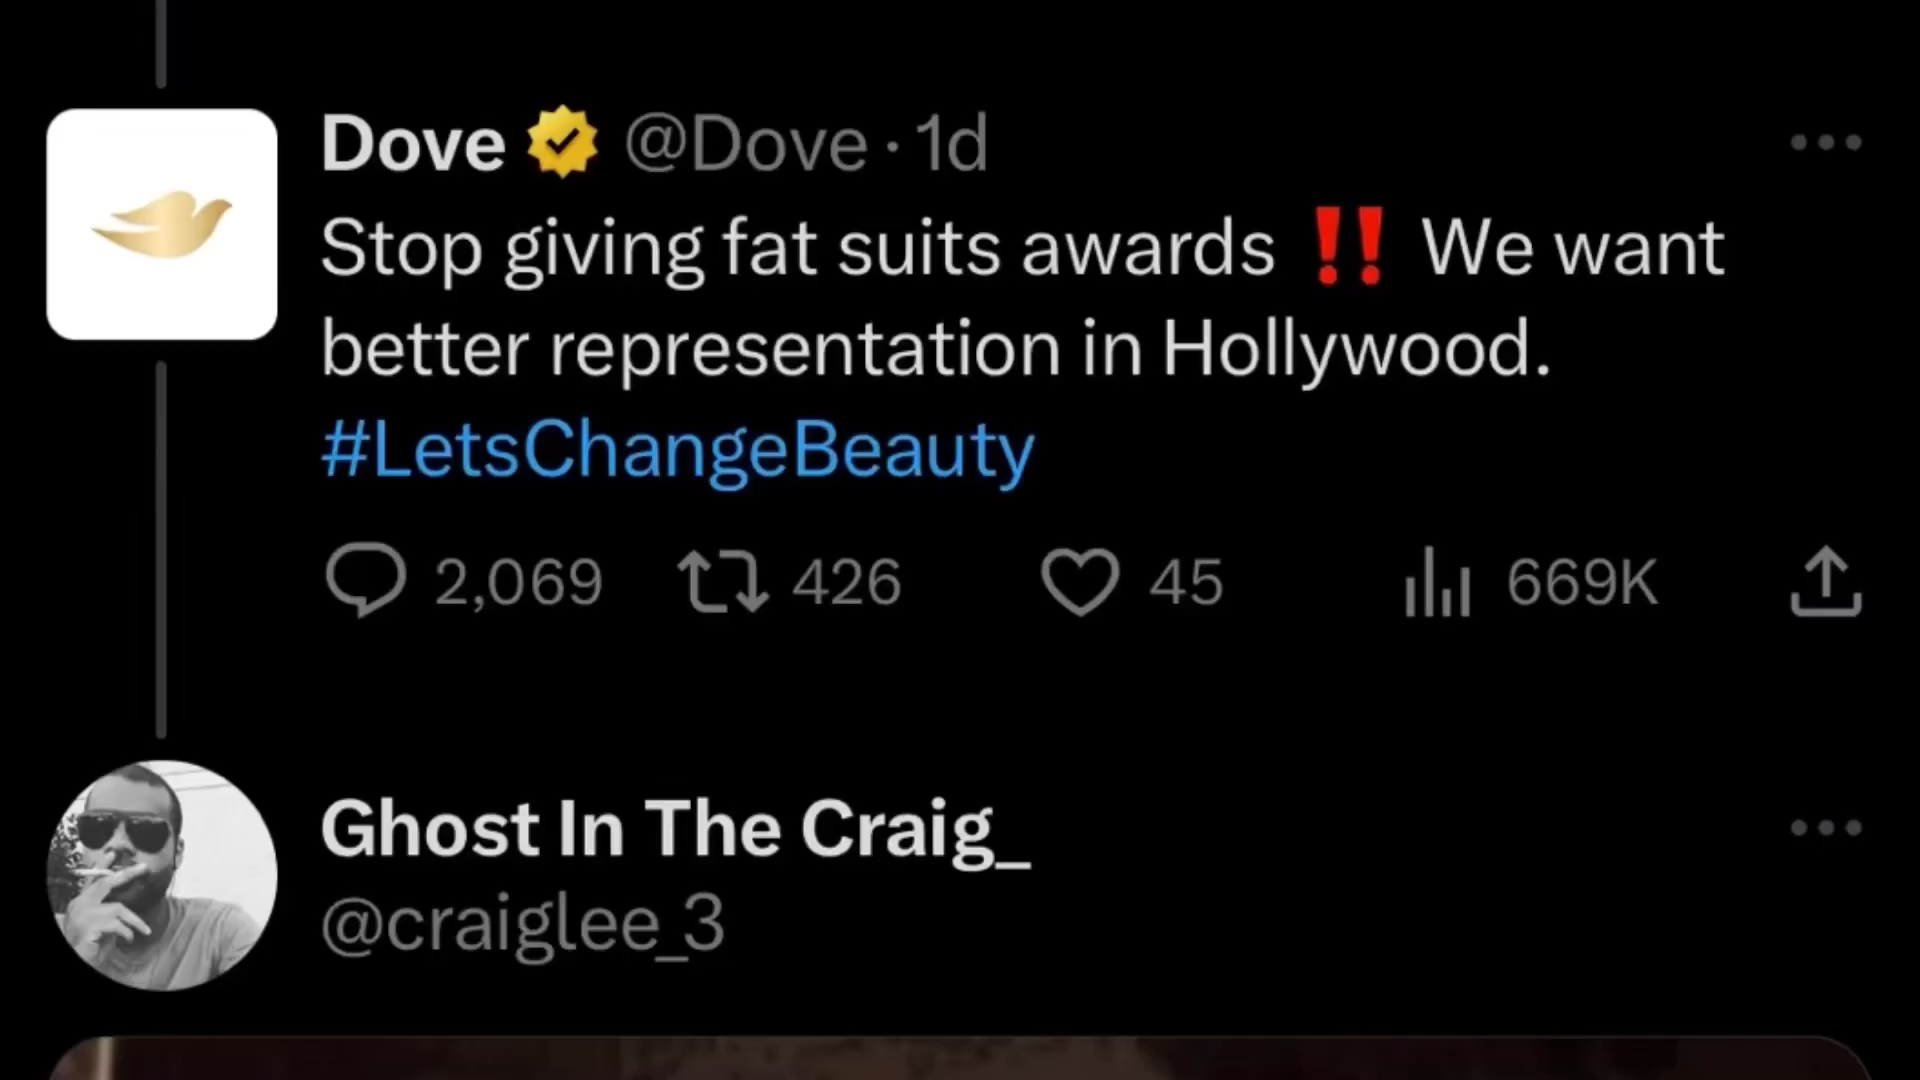 Dove @Dove · 1d
Stop giving fat suits awards ‼️ We want
better representation in Hollywood.
#LetsChangeBeauty
2,069 426 45 669K
Ghost In The Craig_
@craiglee_3